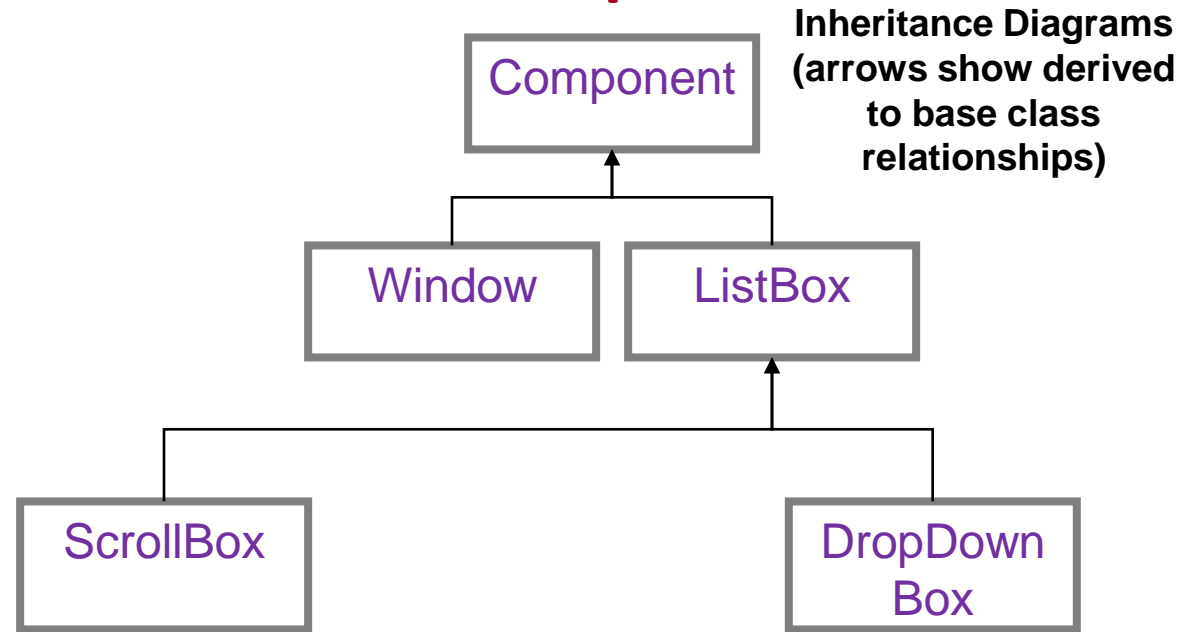 Inheritance Diagrams
(arrows show derived
to base class
relationships)
Component
Window
ListBox
ScrollBox
DropDown
Box